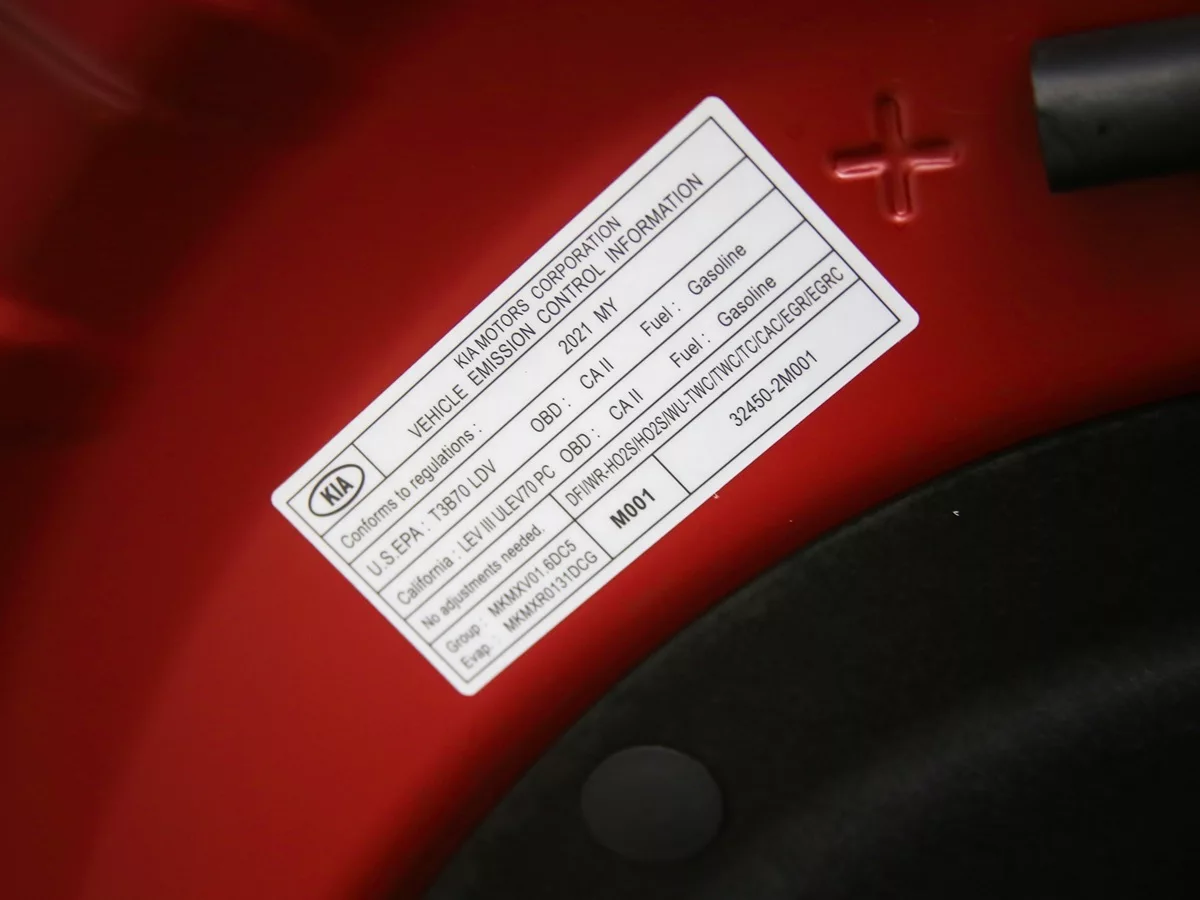 KIA
KIA MOTORS CORPORATION
VEHICLE EMISSION CONTROL INFORMATION
Conforms to regulations : 2021 MY
U.S.EPA : T3B70 LDV OBD : CA II Fuel : Gasoline
California : LEV III ULEV70 PC OBD : CA II Fuel : Gasoline
No adjustments needed. DFI/WR-HO2S/HO2S/WU-TWC/TWC/TC/CAC/EGR/EGRC
Group : MKMXV01.6DC5
Evap : MKMXR0131DCG
M001
32450-2M001